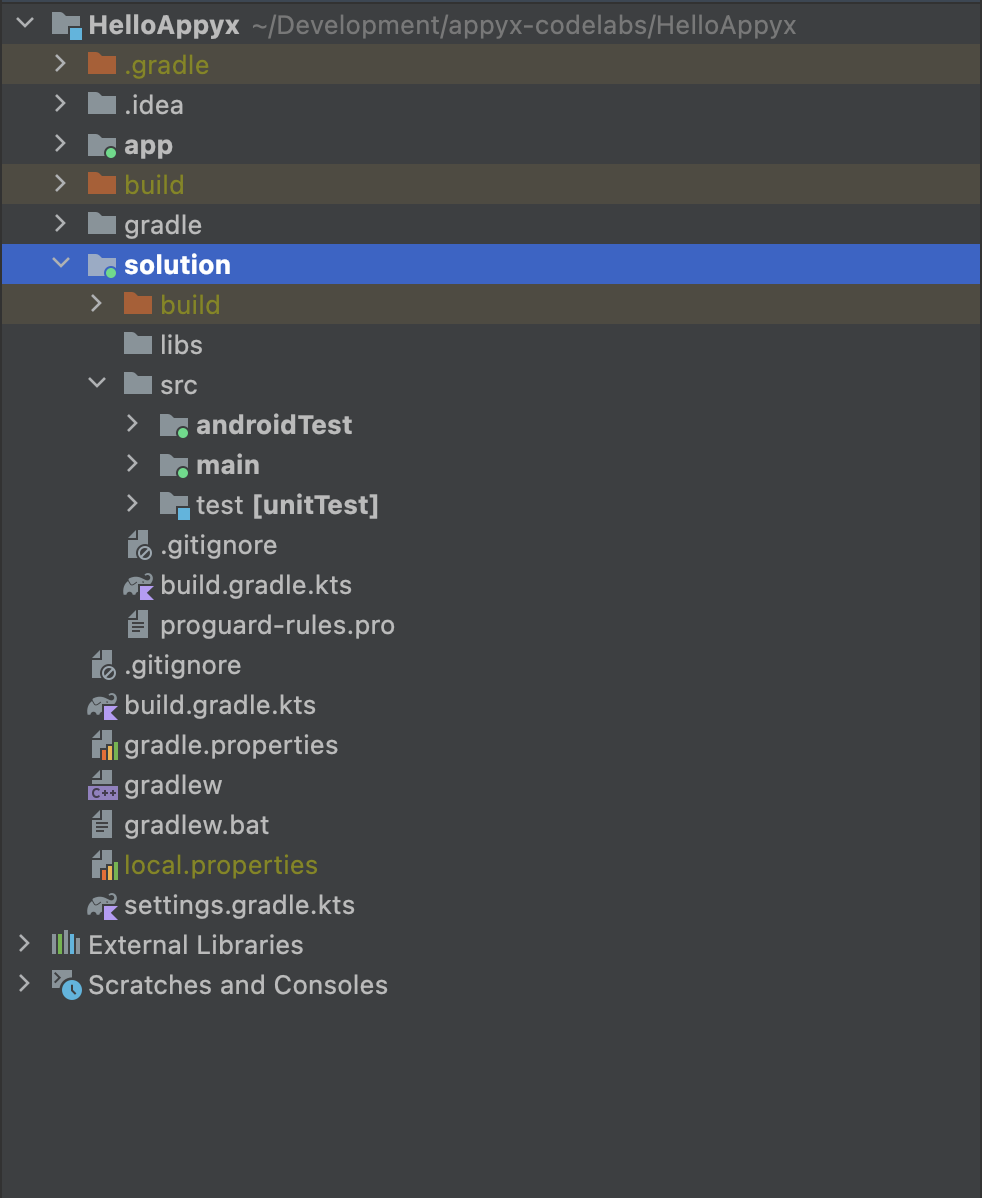 HelloAppyx ~/Development/appyx-codelabs/HelloAppyx
.gradle
.idea
app
build
gradle
solution
build
libs
src
androidTest
main
test [unitTest]
.gitignore
build.gradle.kts
proguard-rules.pro
.gitignore
build.gradle.kts
gradle.properties
C++ gradlew
gradlew.bat
local.properties
settings.gradle.kts
External Libraries
Scratches and Consoles